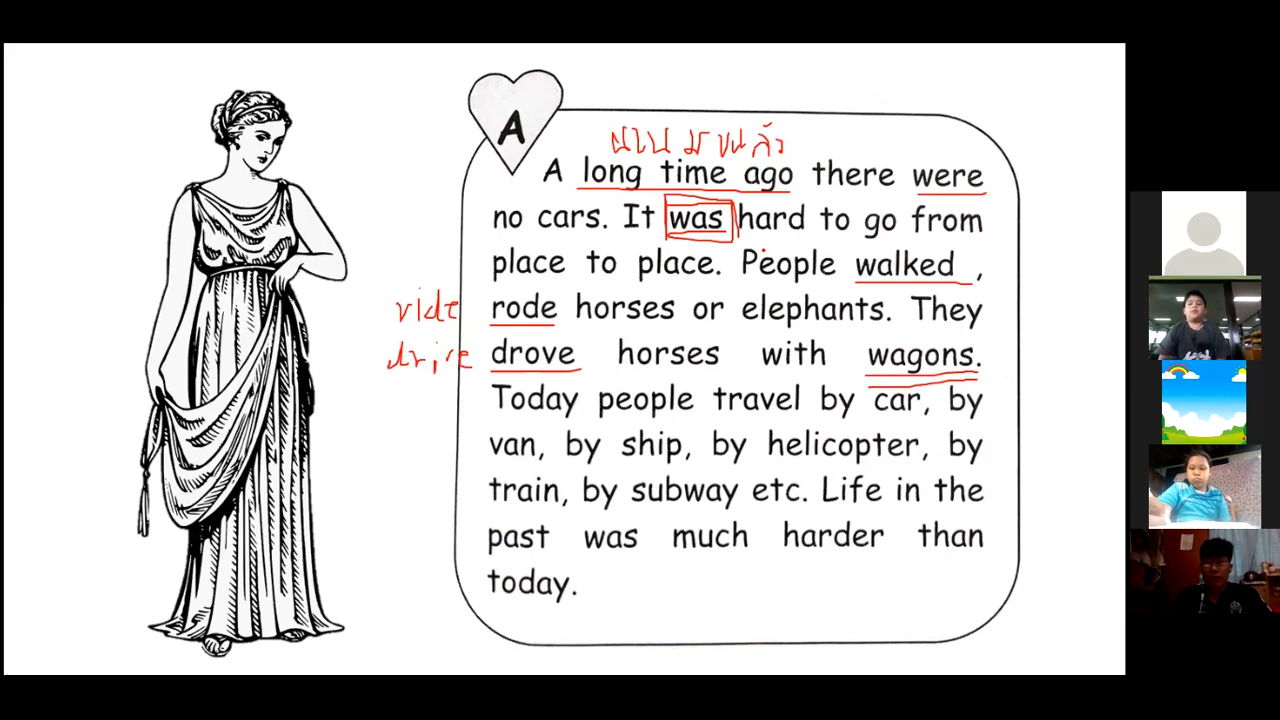 A
นานมาแล้ว
A long time ago there were
no cars. It was hard to go from
place to place. People walked ,
ride rode horses or elephants. They
drive drove horses with wagons.
Today people travel by car, by
van, by ship, by helicopter, by
train, by subway etc. Life in the
past was much harder than
today.